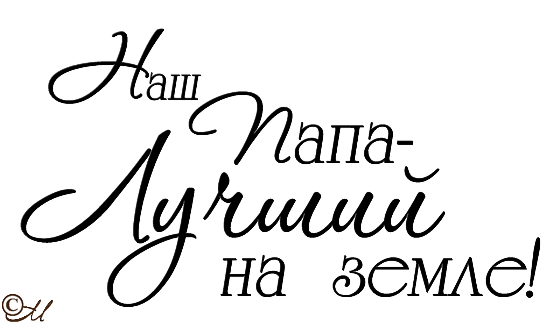 Наш
Папа-
Лучший
на земле!
©М